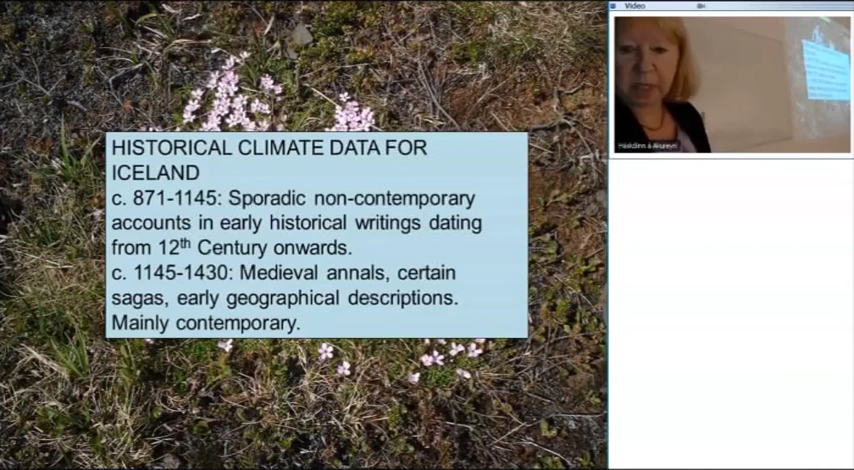 HISTORICAL CLIMATE DATA FOR
ICELAND
c. 871-1145: Sporadic non-contemporary
accounts in early historical writings dating
from 12th Century onwards.
c. 1145-1430: Medieval annals, certain
sagas, early geographical descriptions.
Mainly contemporary.
Video
Háskólinn á Akureyri